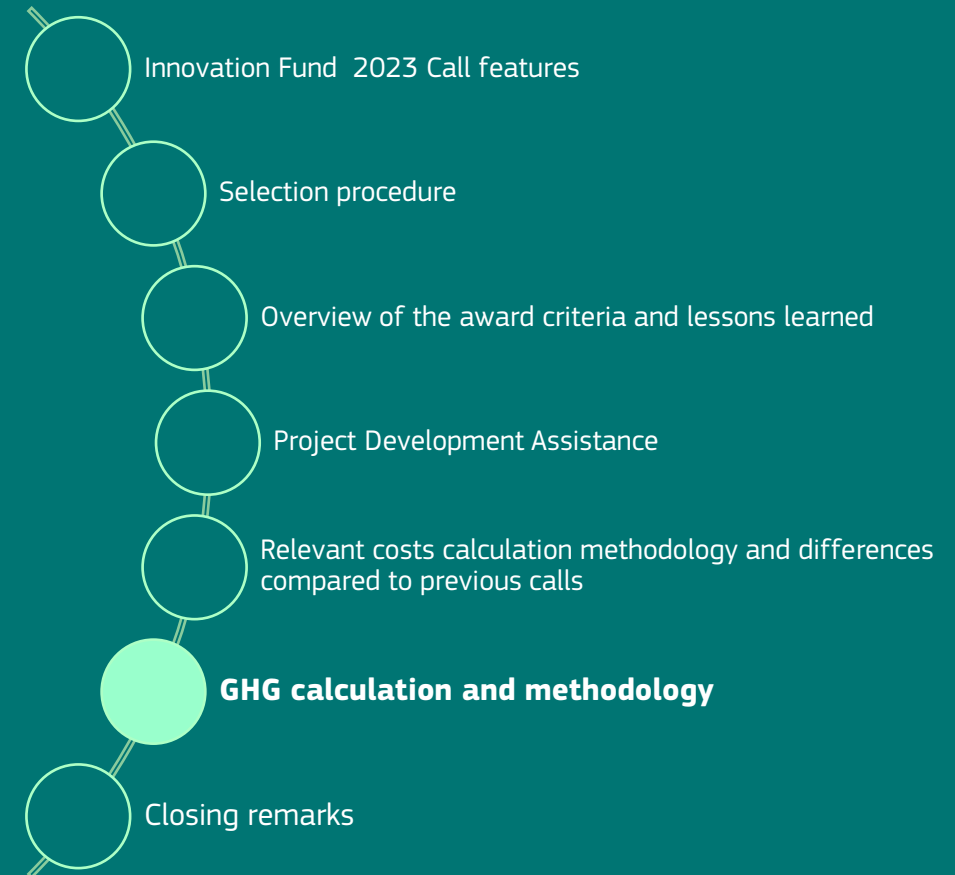 Innovation Fund  2023 Call features
Selection procedure
Overview of the award criteria and lessons learned
Project Development Assistance
Relevant costs calculation methodology and differences
compared to previous calls
GHG calculation and methodology
Closing remarks